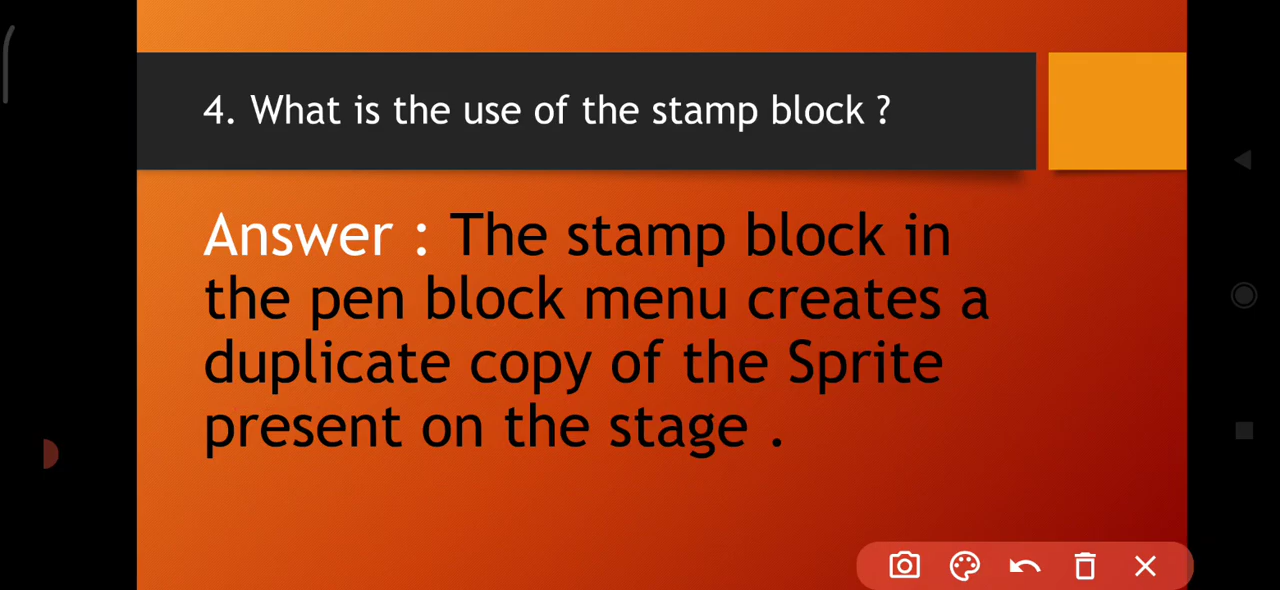 4. What is the use of the stamp block ?
Answer : The stamp block in
the pen block menu creates a
duplicate copy of the Sprite
present on the stage .